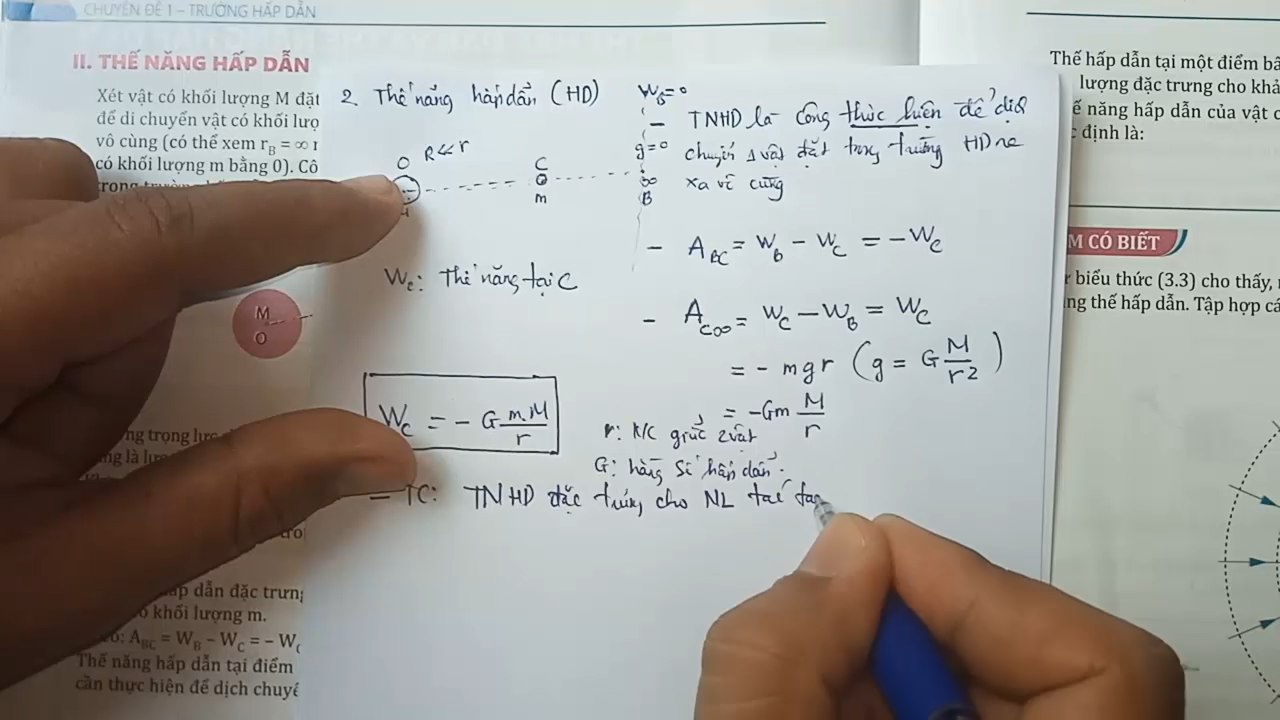 CHUYÊN ĐỀ 1 – TRƯỜNG HẤP DẪN
II. THẾ NĂNG HẤP DẪN
Xét vật có khối lượng M đặt
để di chuyển vật có khối lượ
vô cùng (có thể xem r_B = ∞
có khối lượng m bằng 0). Cô
M
O
ng trọng lực
ng là lực
ấp dẫn đặc trưng
ó khối lượng m.
A_BC = W_B – W_C = – W_C
Thế năng hấp dẫn tại điểm
cần thực hiện để dịch chuyể
2. Thế năng hấp dẫn (HD)
O R≪r C
m
W_B=0
g=0
∞
B
- TNHD là công thực hiện để dịch
chuyển 1 vật đặt trong trường HD ra
xa vô cùng
- A_BC = W_B – W_C = –W_C
W_C: Thế năng tại C
- A_C∞ = W_C – W_B = W_C
= – mgr (g = G M/r²)
= –Gm M/r
W_C = – G m.M/r
r: K/C giữa 2 vật
G: hằng số hấp dẫn.
– TC: TNHD đặc trưng cho NL
Thế hấp dẫn tại một điểm bấ
lượng đặc trưng cho khả
ế năng hấp dẫn của vật c
định là:
M CÓ BIẾT
biểu thức (3.3) cho thấy,
ng thế hấp dẫn. Tập hợp cá